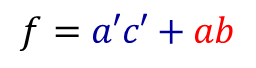 f = a′c′ + ab